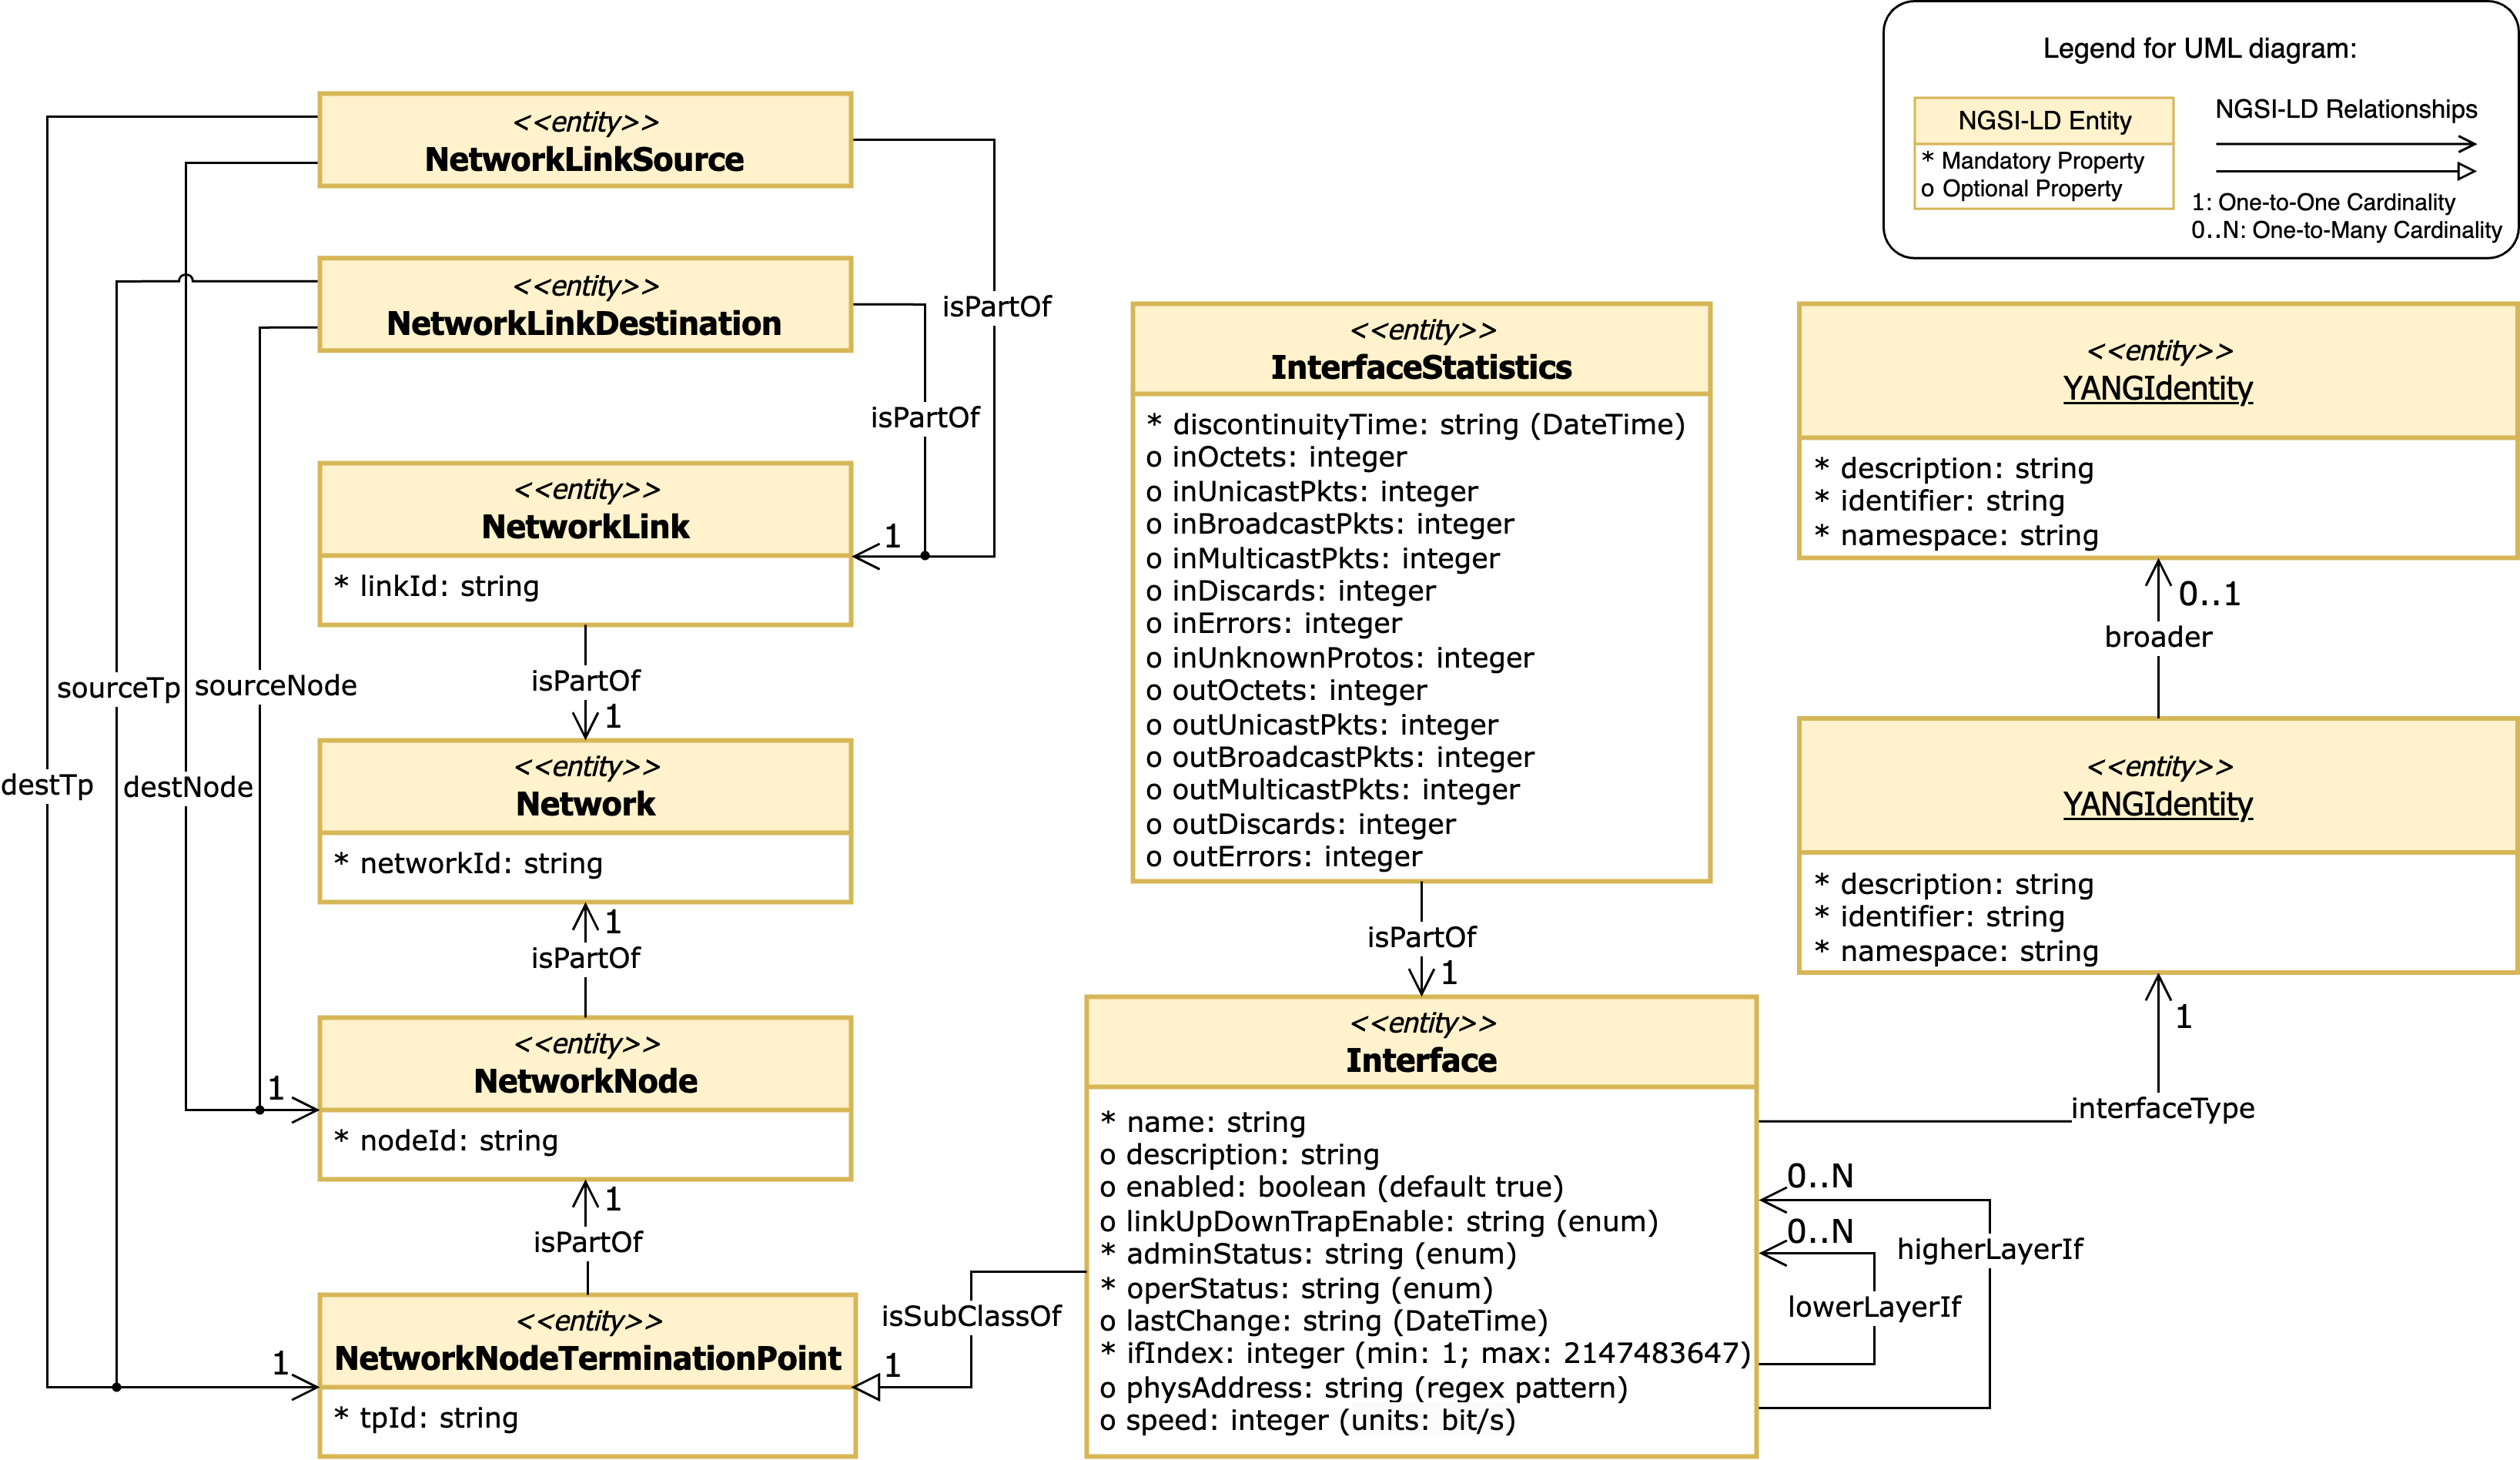 Legend for UML diagram:
NGSI-LD Entity
* Mandatory Property
o Optional Property
NGSI-LD Relationships
1: One-to-One Cardinality
0..N: One-to-Many Cardinality
<<entity>>
NetworkLinkSource
<<entity>>
NetworkLinkDestination
isPartOf
isPartOf
<<entity>>
NetworkLink
* linkId: string
1
isPartOf
1
sourceTp
sourceNode
destTp
destNode
<<entity>>
Network
* networkId: string
1
isPartOf
<<entity>>
NetworkNode
* nodeId: string
1
1
isPartOf
<<entity>>
NetworkNodeTerminationPoint
* tpId: string
1
1
isSubClassOf
<<entity>>
InterfaceStatistics
* discontinuityTime: string (DateTime)
o inOctets: integer
o inUnicastPkts: integer
o inBroadcastPkts: integer
o inMulticastPkts: integer
o inDiscards: integer
o inErrors: integer
o inUnknownProtos: integer
o outOctets: integer
o outUnicastPkts: integer
o outBroadcastPkts: integer
o outMulticastPkts: integer
o outDiscards: integer
o outErrors: integer
isPartOf
1
<<entity>>
Interface
* name: string
o description: string
o enabled: boolean (default true)
o linkUpDownTrapEnable: string (enum)
* adminStatus: string (enum)
* operStatus: string (enum)
o lastChange: string (DateTime)
* ifIndex: integer (min: 1; max: 2147483647)
o physAddress: string (regex pattern)
o speed: integer (units: bit/s)
<<entity>>
YANGIdentity
* description: string
* identifier: string
* namespace: string
0..1
broader
<<entity>>
YANGIdentity
* description: string
* identifier: string
* namespace: string
1
interfaceType
0..N
0..N
higherLayerIf
lowerLayerIf